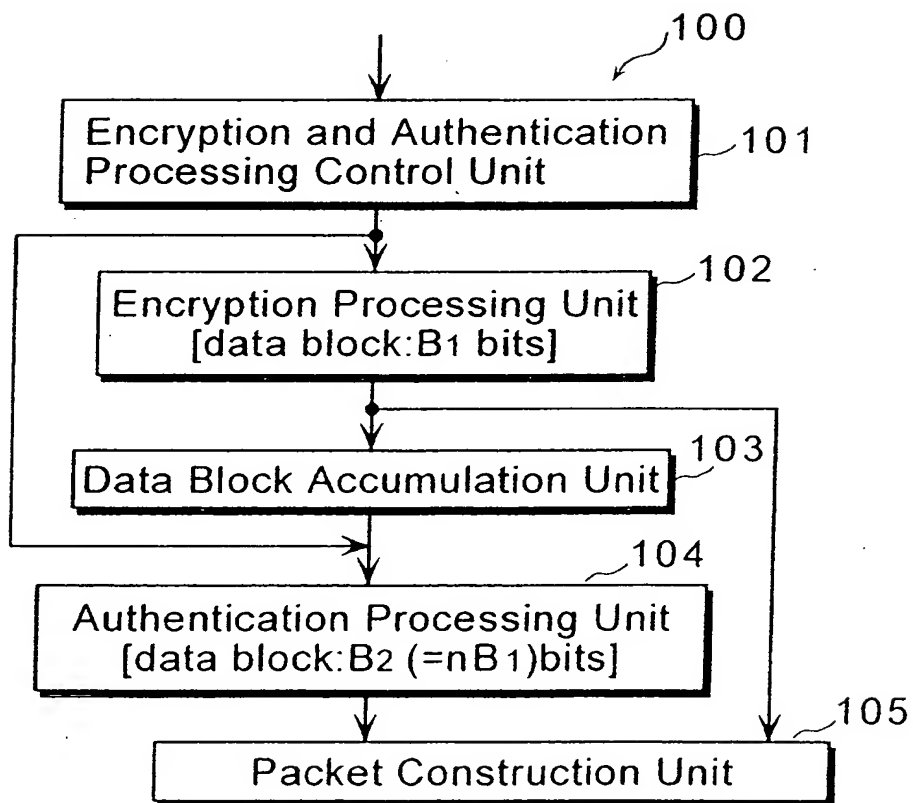 100
Encryption and Authentication
Processing Control Unit
101
102
Encryption Processing Unit
[data block:B1 bits]
103
Data Block Accumulation Unit
104
Authentication Processing Unit
[data block:B2 (=nB1)bits]
105
Packet Construction Unit